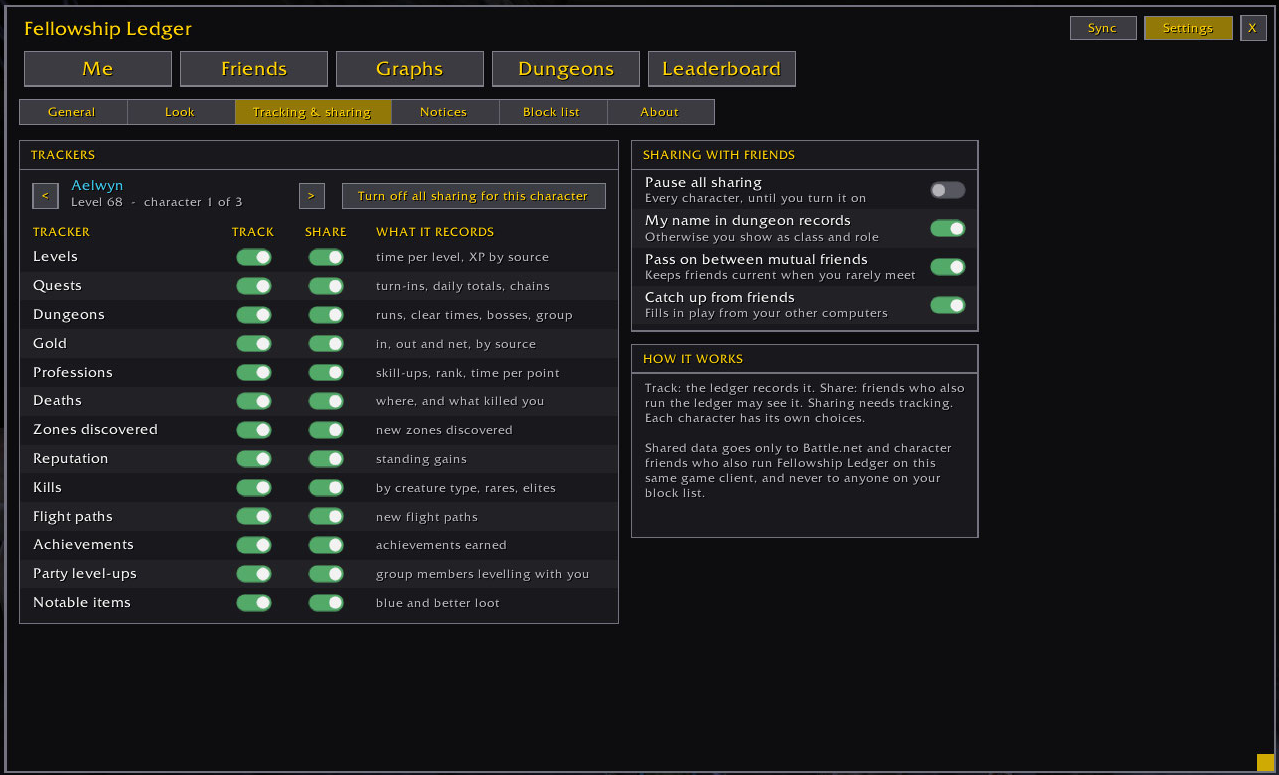 Fellowship Ledger
Sync
Settings
X
Me
Friends
Graphs
Dungeons
Leaderboard
General
Look
Tracking & sharing
Notices
Block list
About
TRACKERS
<
Aelwyn
Level 68 - character 1 of 3
>
Turn off all sharing for this character
TRACKER TRACK SHARE WHAT IT RECORDS
Levels time per level, XP by source
Quests turn-ins, daily totals, chains
Dungeons runs, clear times, bosses, group
Gold in, out and net, by source
Professions skill-ups, rank, time per point
Deaths where, and what killed you
Zones discovered new zones discovered
Reputation standing gains
Kills by creature type, rares, elites
Flight paths new flight paths
Achievements achievements earned
Party level-ups group members levelling with you
Notable items blue and better loot
SHARING WITH FRIENDS
Pause all sharing
Every character, until you turn it on
My name in dungeon records
Otherwise you show as class and role
Pass on between mutual friends
Keeps friends current when you rarely meet
Catch up from friends
Fills in play from your other computers
HOW IT WORKS
Track: the ledger records it. Share: friends who also
run the ledger may see it. Sharing needs tracking.
Each character has its own choices.
Shared data goes only to Battle.net and character
friends who also run Fellowship Ledger on this
same game client, and never to anyone on your
block list.